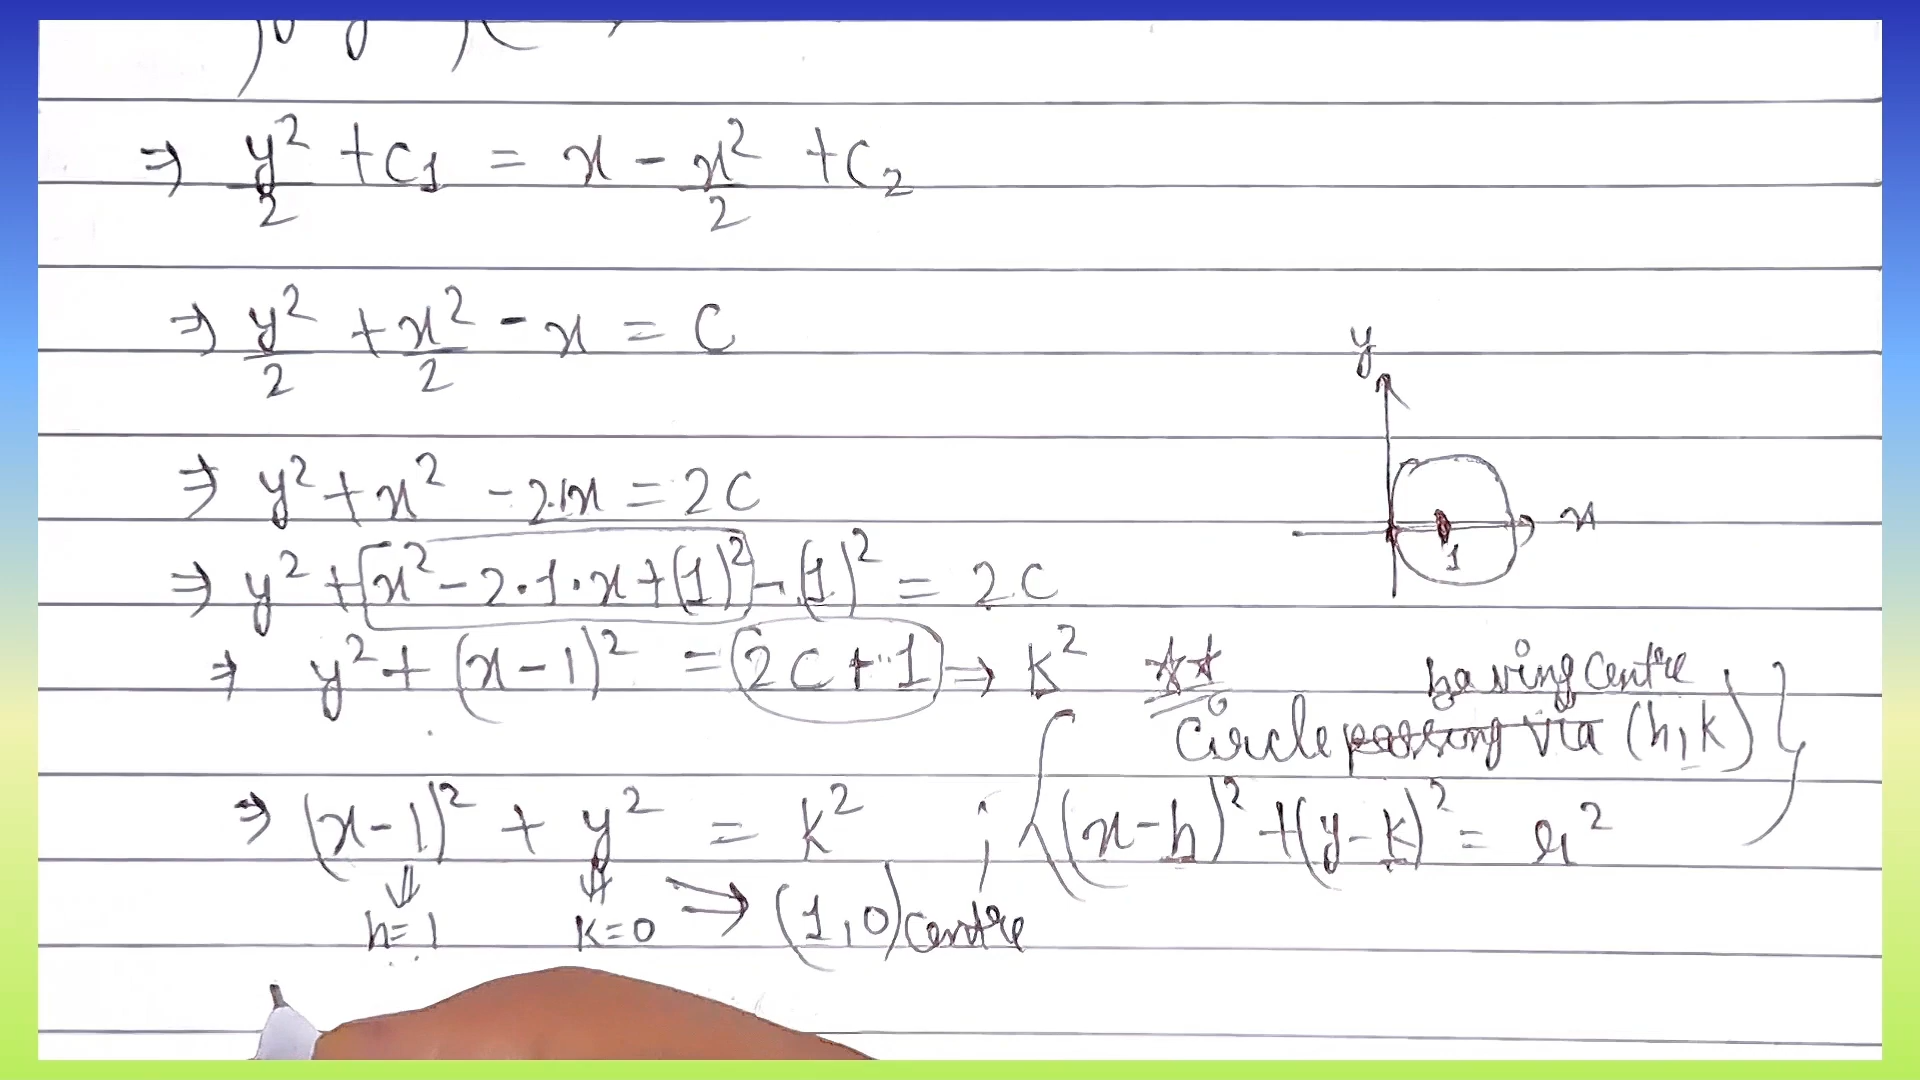 ⇒ y²/2 + C1 = x - x²/2 + C2
⇒ y²/2 + x²/2 - x = C
y
⇒ y² + x² - 2·1x = 2C
x
1
⇒ y² + x² - 2·1·x + (1)² - (1)² = 2C
⇒ y² + (x-1)² = 2C+1 → K²
having centre
Circle passing via (h,k)
⇒ (x-1)² + y² = k² ; {(x-h)² + (y-k)² = r²}
h=1 K=0 ⇒ (1,0) centre